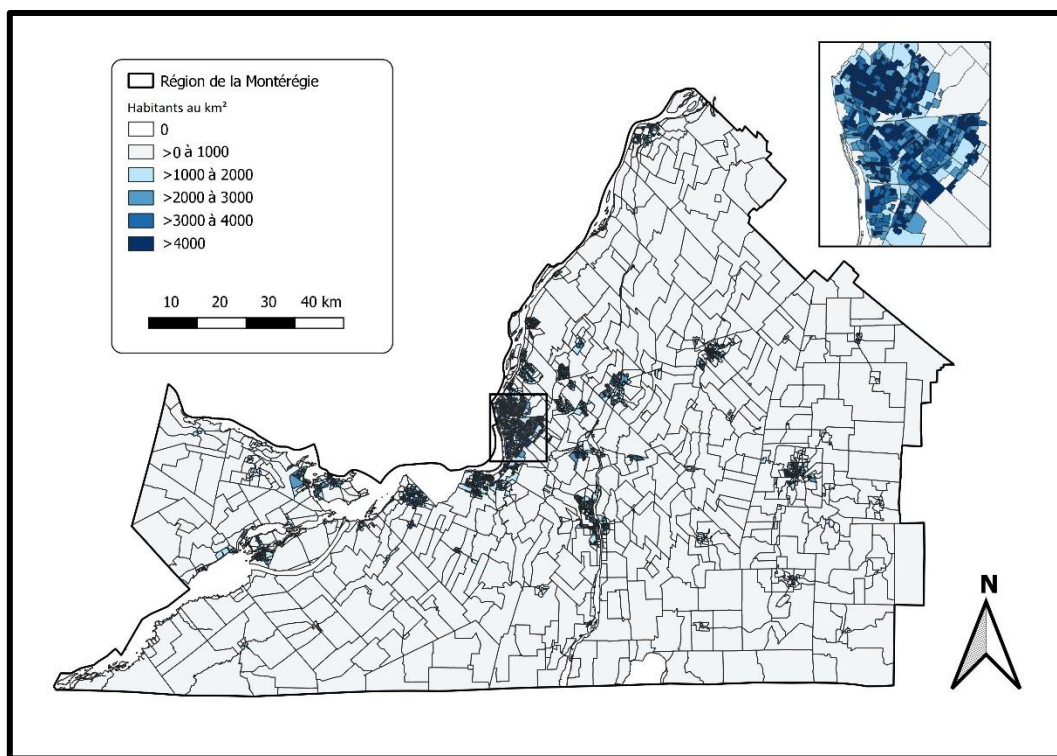 Région de la Montérégie
Habitants au km²
0
>0 à 1000
>1000 à 2000
>2000 à 3000
>3000 à 4000
>4000
10 20 30 40 km
N